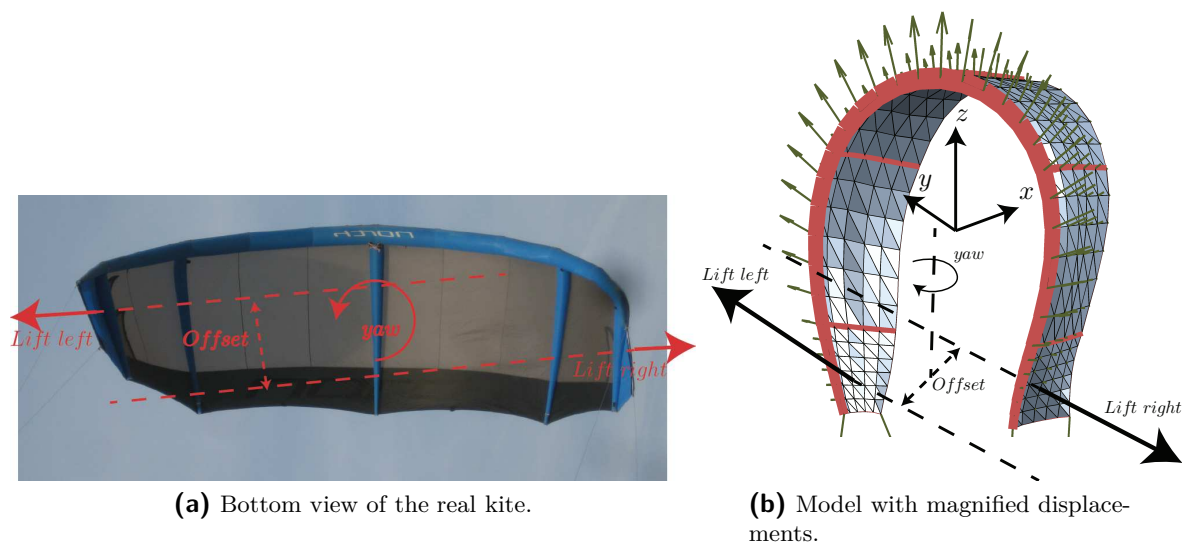 Lift left
Offset
yaw
Lift right
(a) Bottom view of the real kite.
z
y
x
yaw
Lift left
Offset
Lift right
(b) Model with magnified displace-
ments.